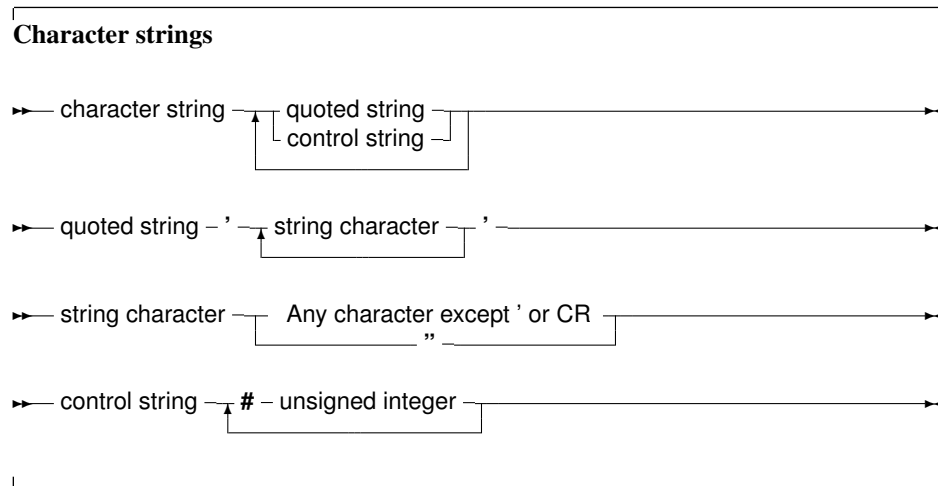 Character strings
character string quoted string
control string
quoted string ’ string character ’
string character Any character except ’ or CR
”
control string # unsigned integer